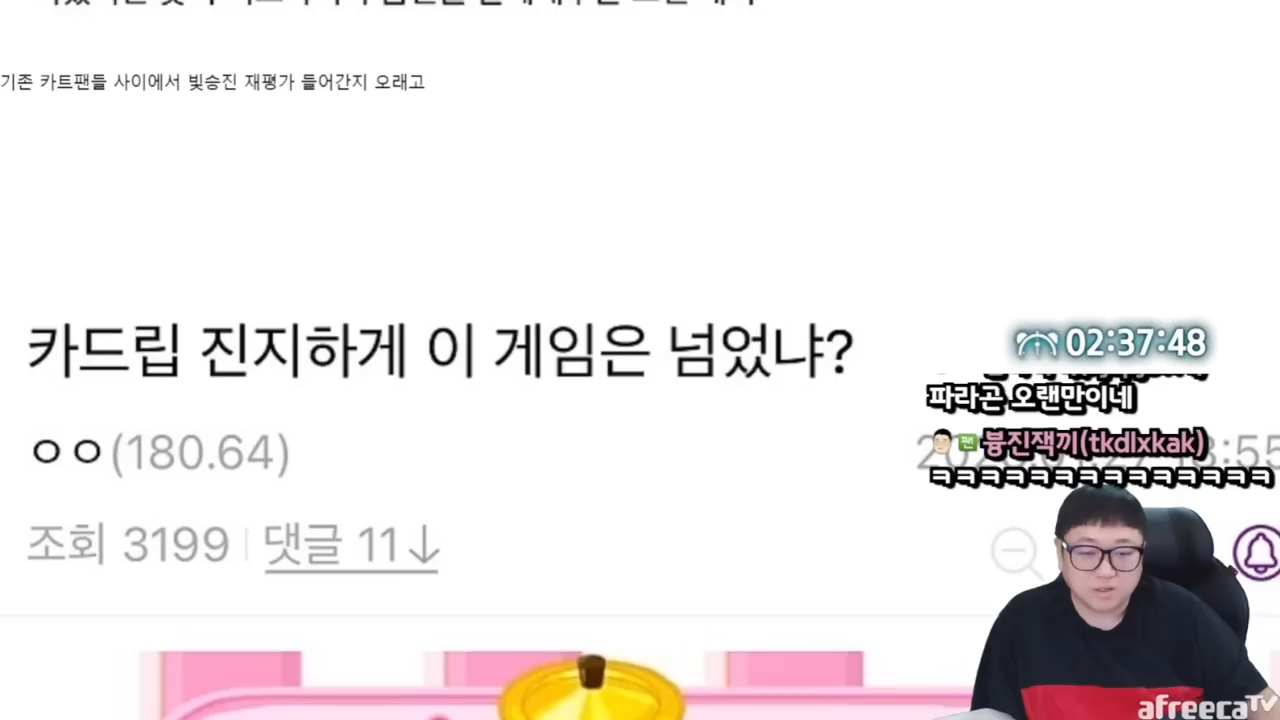 기존 카트팬들 사이에서 빛승진 재평가 들어간지 오래고
카드립 진지하게 이 게임은 넘었냐?
ㅇㅇ(180.64)
조회 3199 댓글 11↓
02:37:48
파라곤 오랜만이네
팬 븅진잭끼(tkdlxkak)
ㅋㅋㅋㅋㅋㅋㅋㅋㅋㅋㅋㅋㅋㅋ
afreecaTV